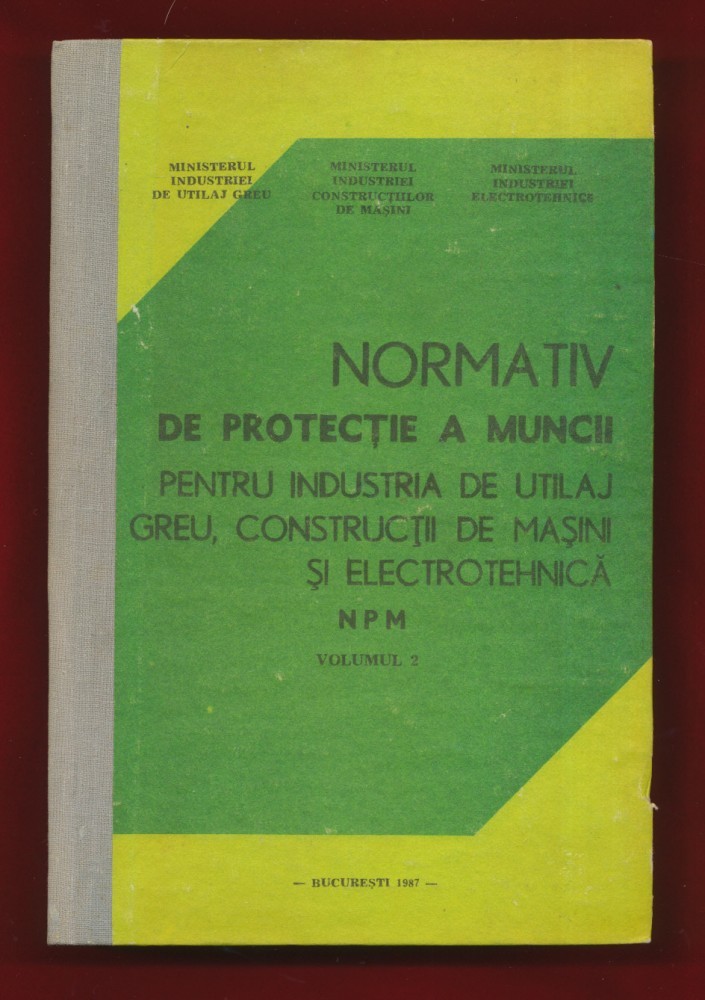 MINISTERUL
INDUSTRIEI
DE UTILAJ GREU
MINISTERUL
INDUSTRIEI
CONSTRUCȚIILOR
DE MAȘINI
MINISTERUL
INDUSTRIEI
ELECTROTEHNICE
NORMATIV
DE PROTECȚIE A MUNCII
PENTRU INDUSTRIA DE UTILAJ
GREU, CONSTRUCȚII DE MAȘINI
ȘI ELECTROTEHNICĂ
NPM
VOLUMUL 2
— BUCUREȘTI 1987 —